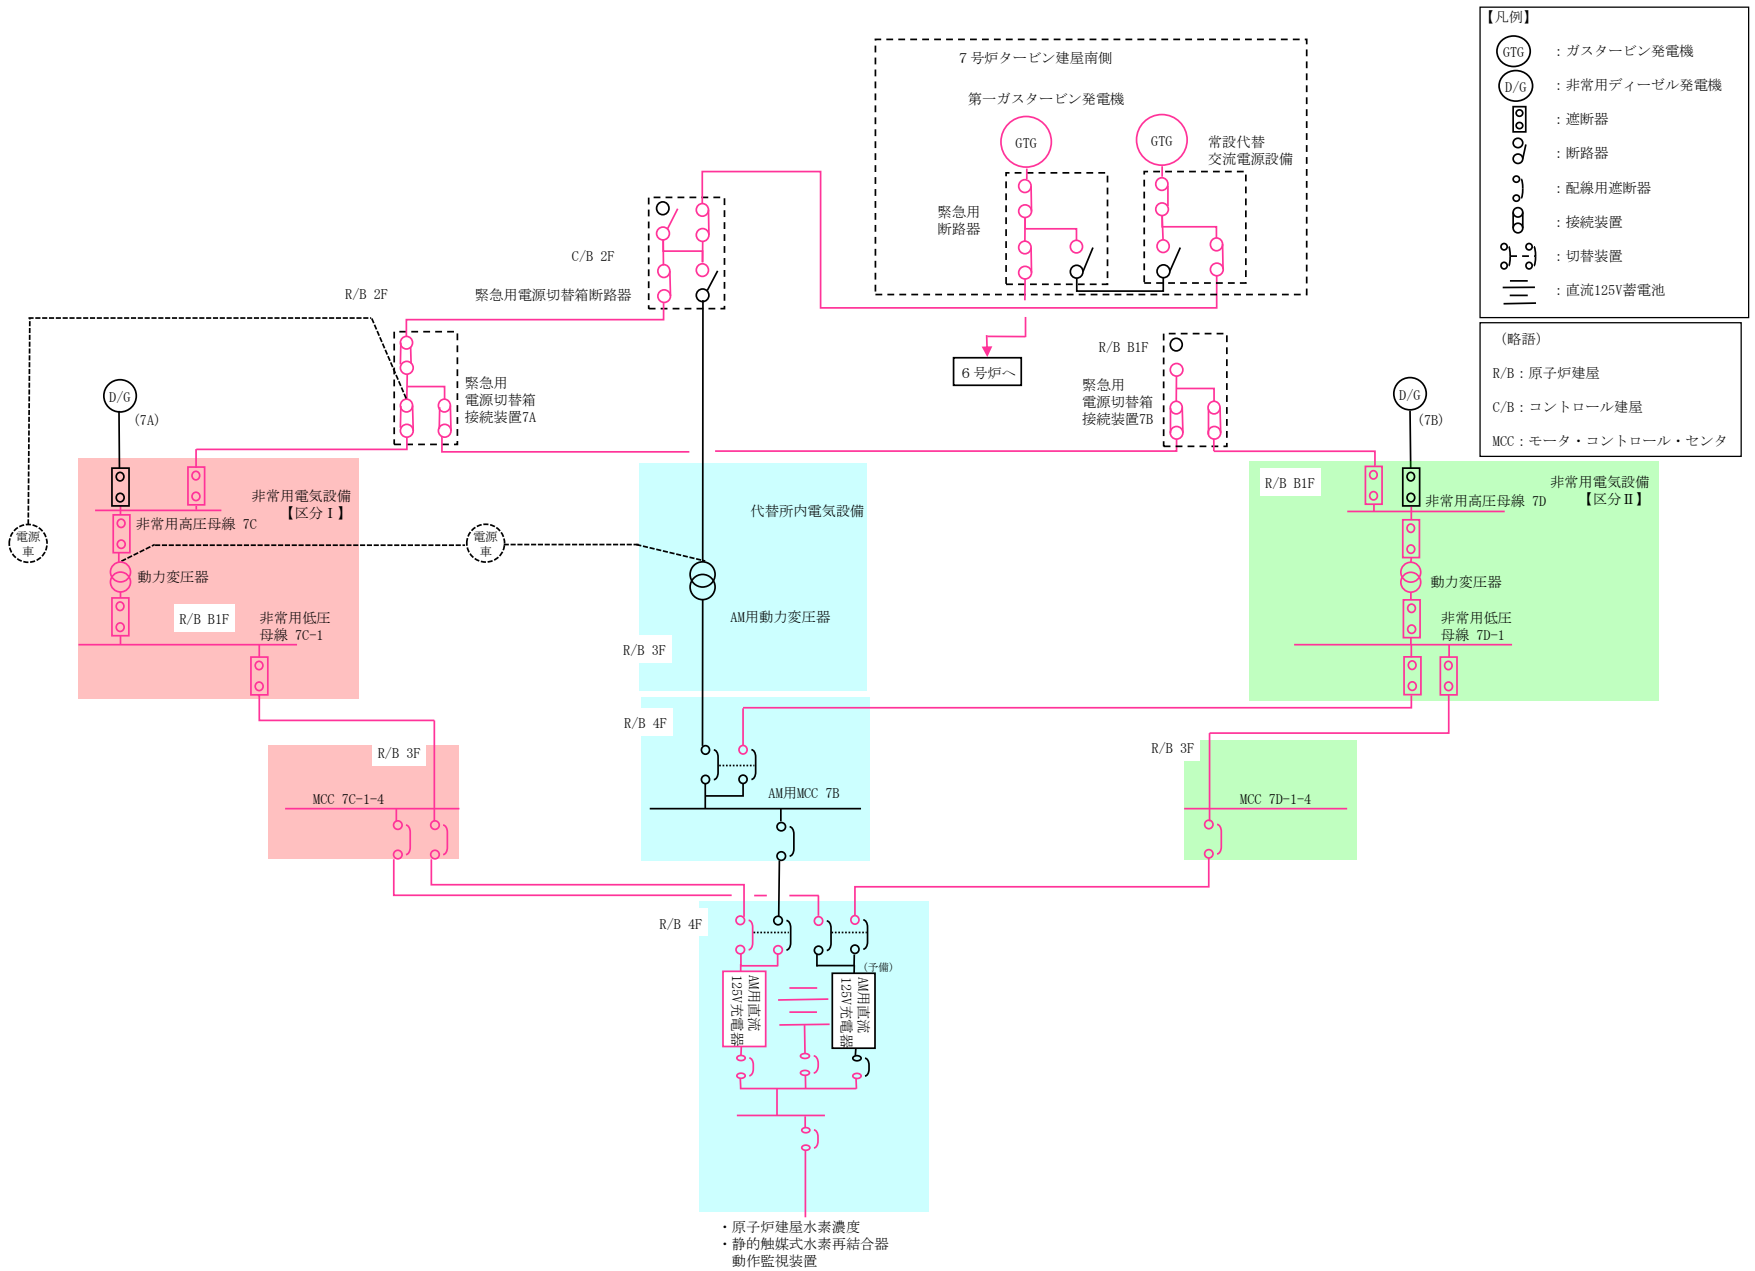 【凡例】
GTG
：ガスタービン発電機
D/G
：非常用ディーゼル発電機
：遮断器
：断路器
：配線用遮断器
：接続装置
：切替装置
：直流125V蓄電池
（略語）
R/B：原子炉建屋
C/B：コントロール建屋
MCC：モータ・コントロール・センタ
７号炉タービン建屋南側
第一ガスタービン発電機
GTG
GTG
常設代替
交流電源設備
緊急用
断路器
C/B 2F
緊急用電源切替箱断路器
R/B 2F
緊急用
電源切替箱
接続装置7A
６号炉へ
R/B B1F
緊急用
電源切替箱
接続装置7B
D/G
(7A)
D/G
(7B)
非常用電気設備
【区分Ⅰ】
非常用高圧母線 7C
動力変圧器
R/B B1F
非常用低圧
母線 7C-1
電源
車
電源
車
代替所内電気設備
AM用動力変圧器
R/B 3F
R/B B1F
非常用電気設備
【区分Ⅱ】
非常用高圧母線 7D
動力変圧器
非常用低圧
母線 7D-1
R/B 4F
AM用MCC 7B
R/B 3F
MCC 7C-1-4
R/B 3F
MCC 7D-1-4
R/B 4F
(予備)
AM用直流
125V充電器
AM用直流
125V充電器
・原子炉建屋水素濃度
・静的触媒式水素再結合器
動作監視装置